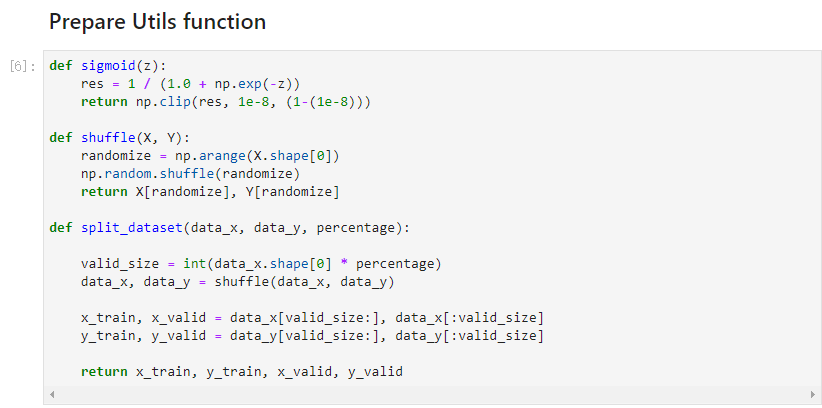 Prepare Utils function
[6]:
def sigmoid(z):
    res = 1 / (1.0 + np.exp(-z))
    return np.clip(res, 1e-8, (1-(1e-8)))

def shuffle(X, Y):
    randomize = np.arange(X.shape[0])
    np.random.shuffle(randomize)
    return X[randomize], Y[randomize]

def split_dataset(data_x, data_y, percentage):

    valid_size = int(data_x.shape[0] * percentage)
    data_x, data_y = shuffle(data_x, data_y)

    x_train, x_valid = data_x[valid_size:], data_x[:valid_size]
    y_train, y_valid = data_y[valid_size:], data_y[:valid_size]

    return x_train, y_train, x_valid, y_valid